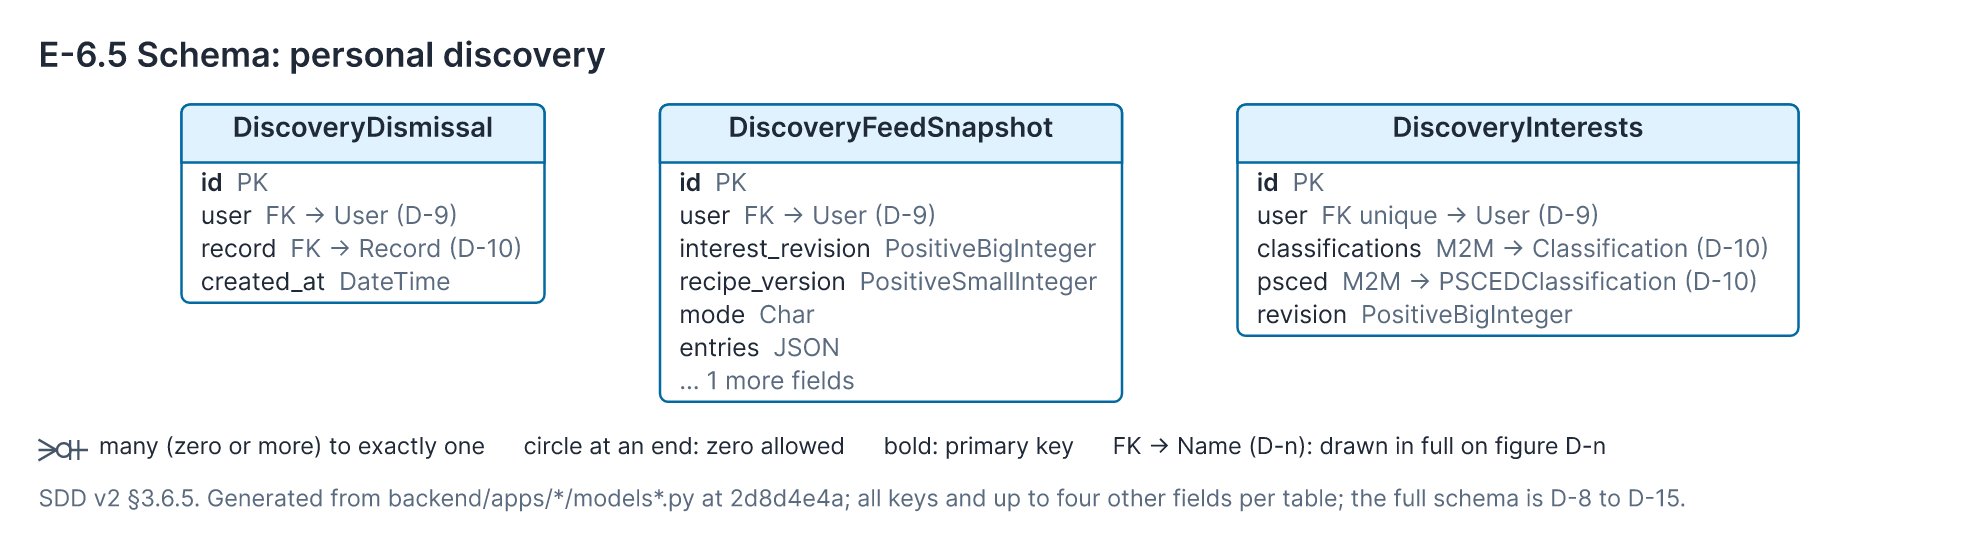 E-6.5 Schema: personal discovery
DiscoveryDismissal
id PK
user FK → User (D-9)
record FK → Record (D-10)
created_at DateTime
DiscoveryFeedSnapshot
id PK
user FK → User (D-9)
interest_revision PositiveBigInteger
recipe_version PositiveSmallInteger
mode Char
entries JSON
... 1 more fields
DiscoveryInterests
id PK
user FK unique → User (D-9)
classifications M2M → Classification (D-10)
psced M2M → PSCEDClassification (D-10)
revision PositiveBigInteger
many (zero or more) to exactly one circle at an end: zero allowed bold: primary key FK → Name (D-n): drawn in full on figure D-n
SDD v2 §3.6.5. Generated from backend/apps/*/models*.py at 2d8d4e4a; all keys and up to four other fields per table; the full schema is D-8 to D-15.